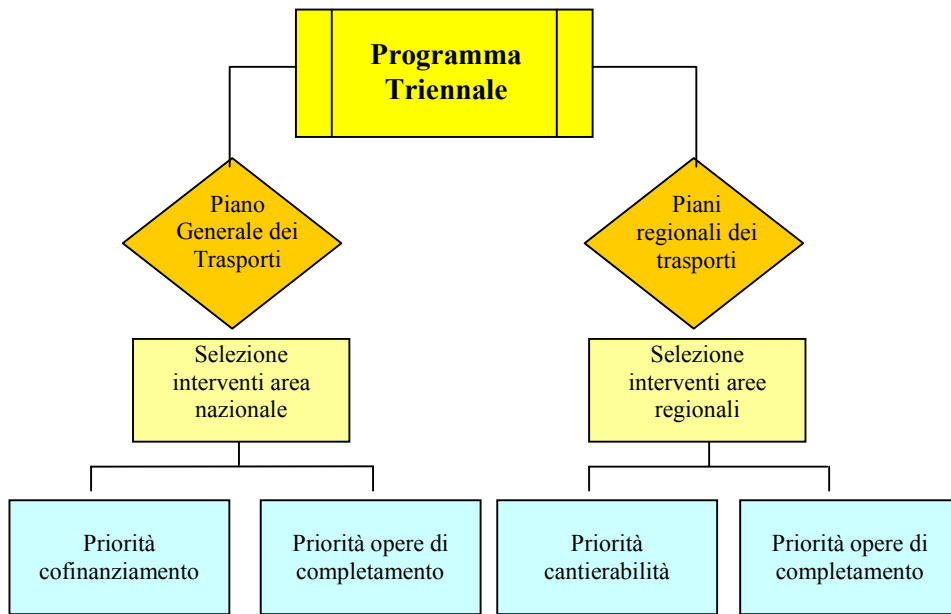 Programma
Triennale
Piano
Generale dei
Trasporti
Piani
regionali dei
trasporti
Selezione
interventi area
nazionale
Selezione
interventi aree
regionali
Priorità
cofinanziamento
Priorità opere di
completamento
Priorità
cantierabilità
Priorità opere di
completamento